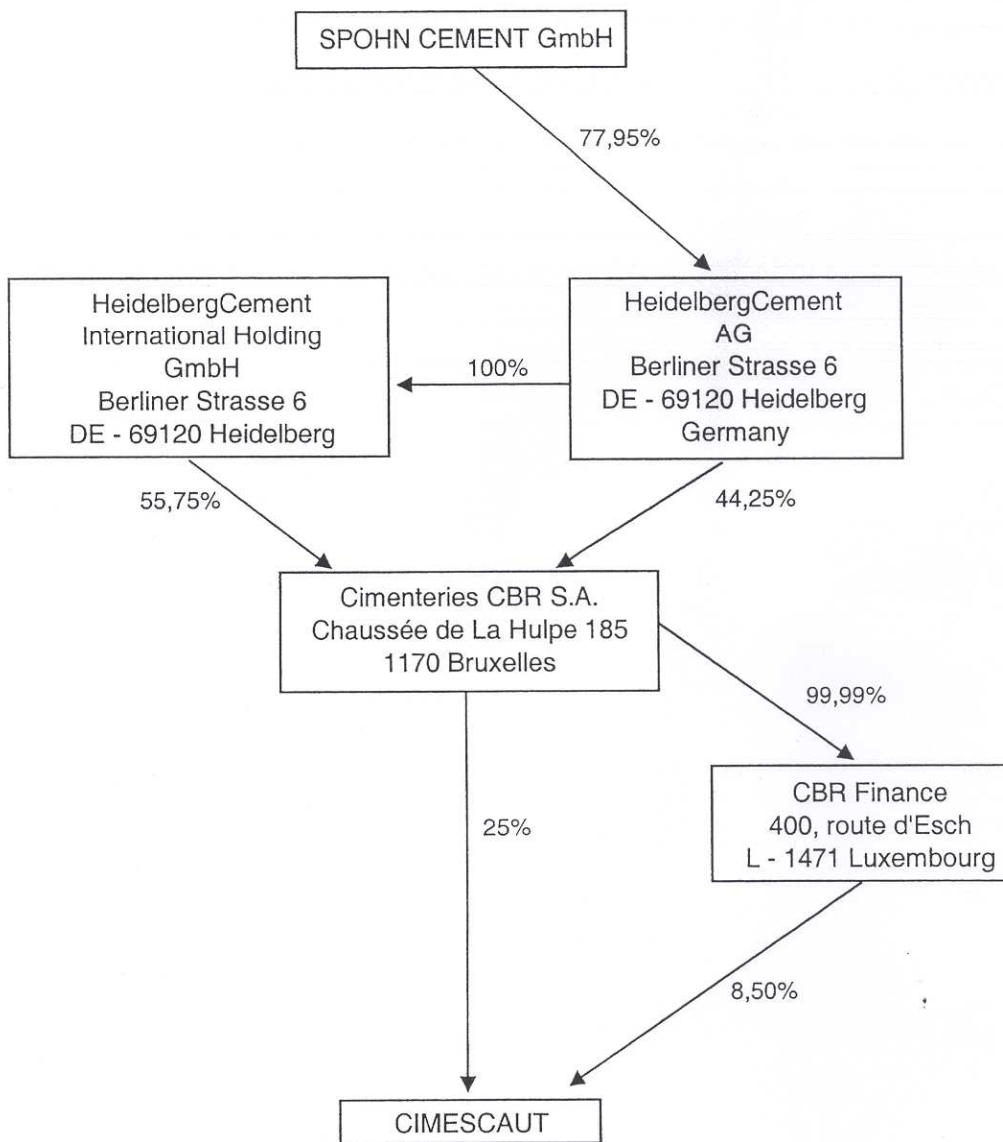 SPOHN CEMENT GmbH
77,95%
HeidelbergCement
International Holding
GmbH
Berliner Strasse 6
DE - 69120 Heidelberg
100%
HeidelbergCement
AG
Berliner Strasse 6
DE - 69120 Heidelberg
Germany
55,75%
44,25%
Cimenteries CBR S.A.
Chaussée de La Hulpe 185
1170 Bruxelles
99,99%
25%
CBR Finance
400, route d'Esch
L - 1471 Luxembourg
8,50%
CIMESCAUT